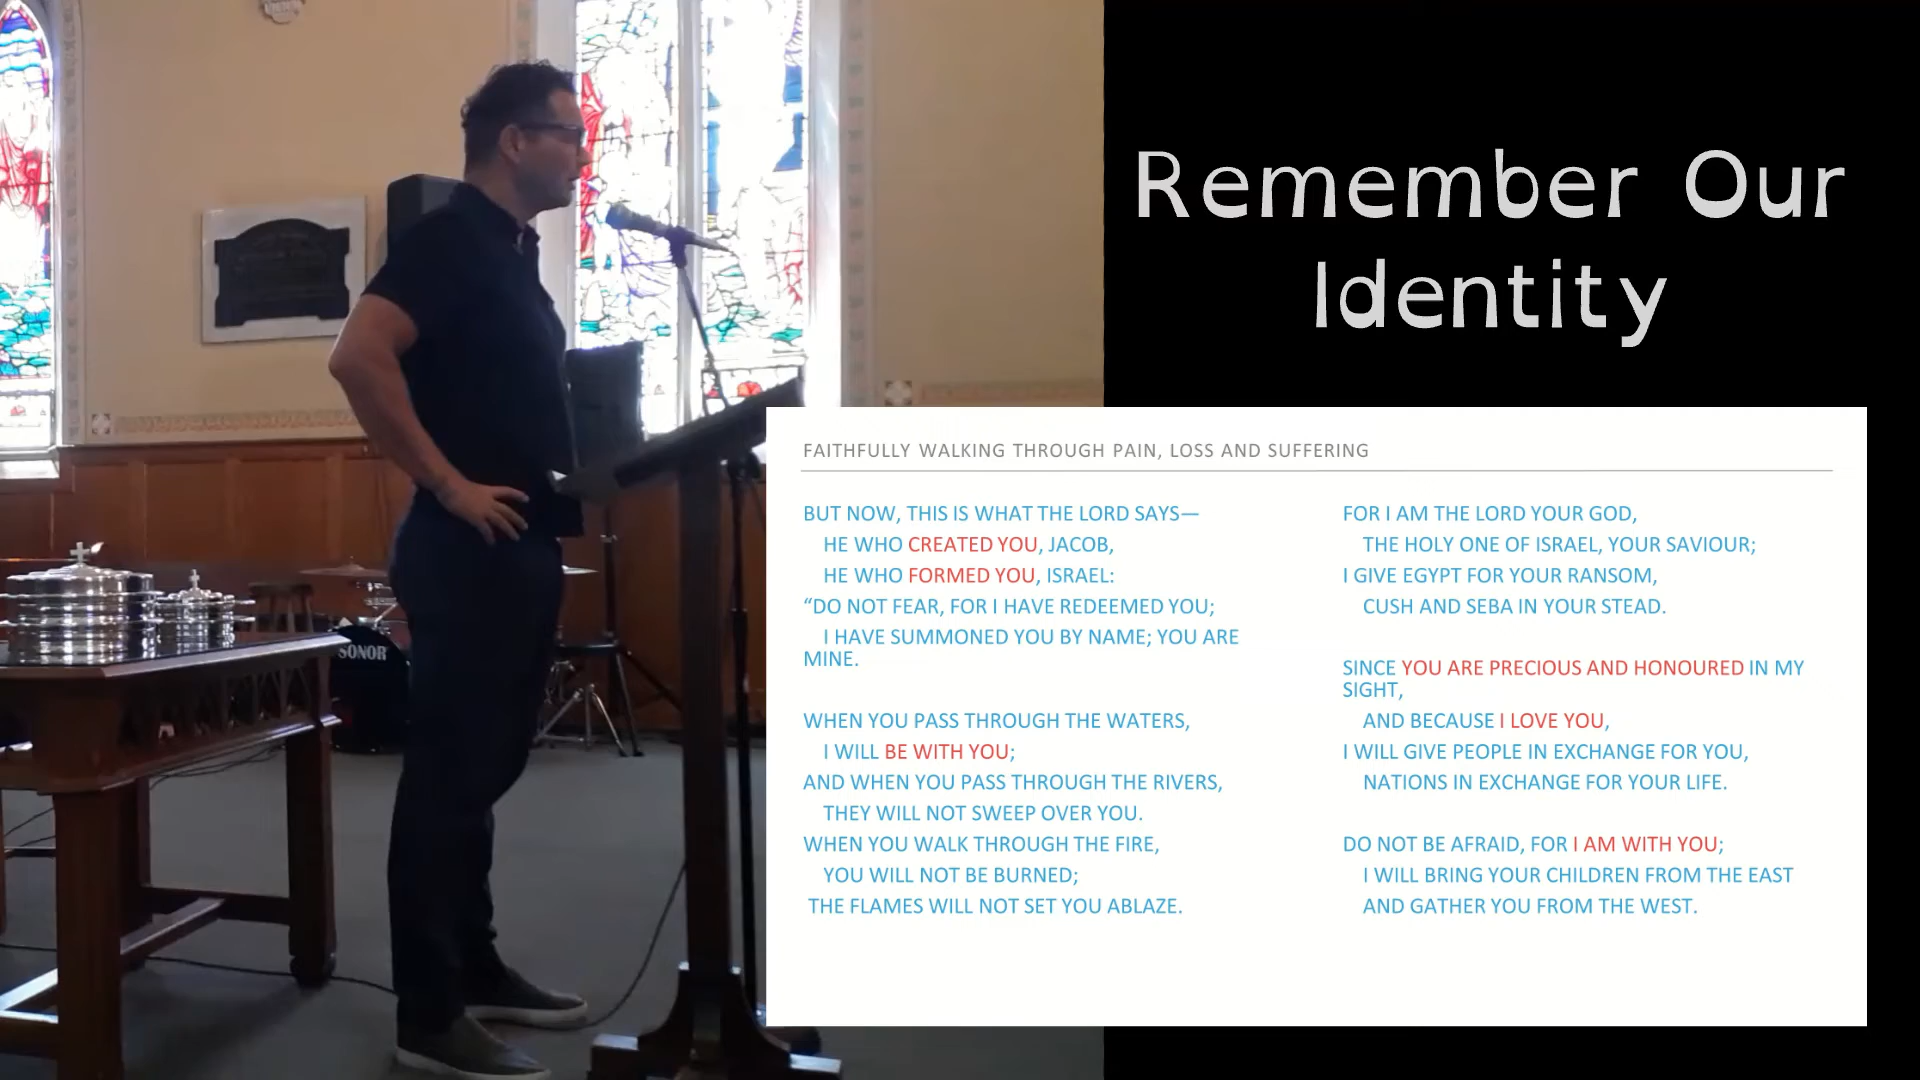 Remember Our
Identity
FAITHFULLY WALKING THROUGH PAIN, LOSS AND SUFFERING
BUT NOW, THIS IS WHAT THE LORD SAYS—
HE WHO CREATED YOU, JACOB,
HE WHO FORMED YOU, ISRAEL:
“DO NOT FEAR, FOR I HAVE REDEEMED YOU;
I HAVE SUMMONED YOU BY NAME; YOU ARE
MINE.
WHEN YOU PASS THROUGH THE WATERS,
I WILL BE WITH YOU;
AND WHEN YOU PASS THROUGH THE RIVERS,
THEY WILL NOT SWEEP OVER YOU.
WHEN YOU WALK THROUGH THE FIRE,
YOU WILL NOT BE BURNED;
THE FLAMES WILL NOT SET YOU ABLAZE.
FOR I AM THE LORD YOUR GOD,
THE HOLY ONE OF ISRAEL, YOUR SAVIOUR;
I GIVE EGYPT FOR YOUR RANSOM,
CUSH AND SEBA IN YOUR STEAD.
SINCE YOU ARE PRECIOUS AND HONOURED IN MY
SIGHT,
AND BECAUSE I LOVE YOU,
I WILL GIVE PEOPLE IN EXCHANGE FOR YOU,
NATIONS IN EXCHANGE FOR YOUR LIFE.
DO NOT BE AFRAID, FOR I AM WITH YOU;
I WILL BRING YOUR CHILDREN FROM THE EAST
AND GATHER YOU FROM THE WEST.
SONOR